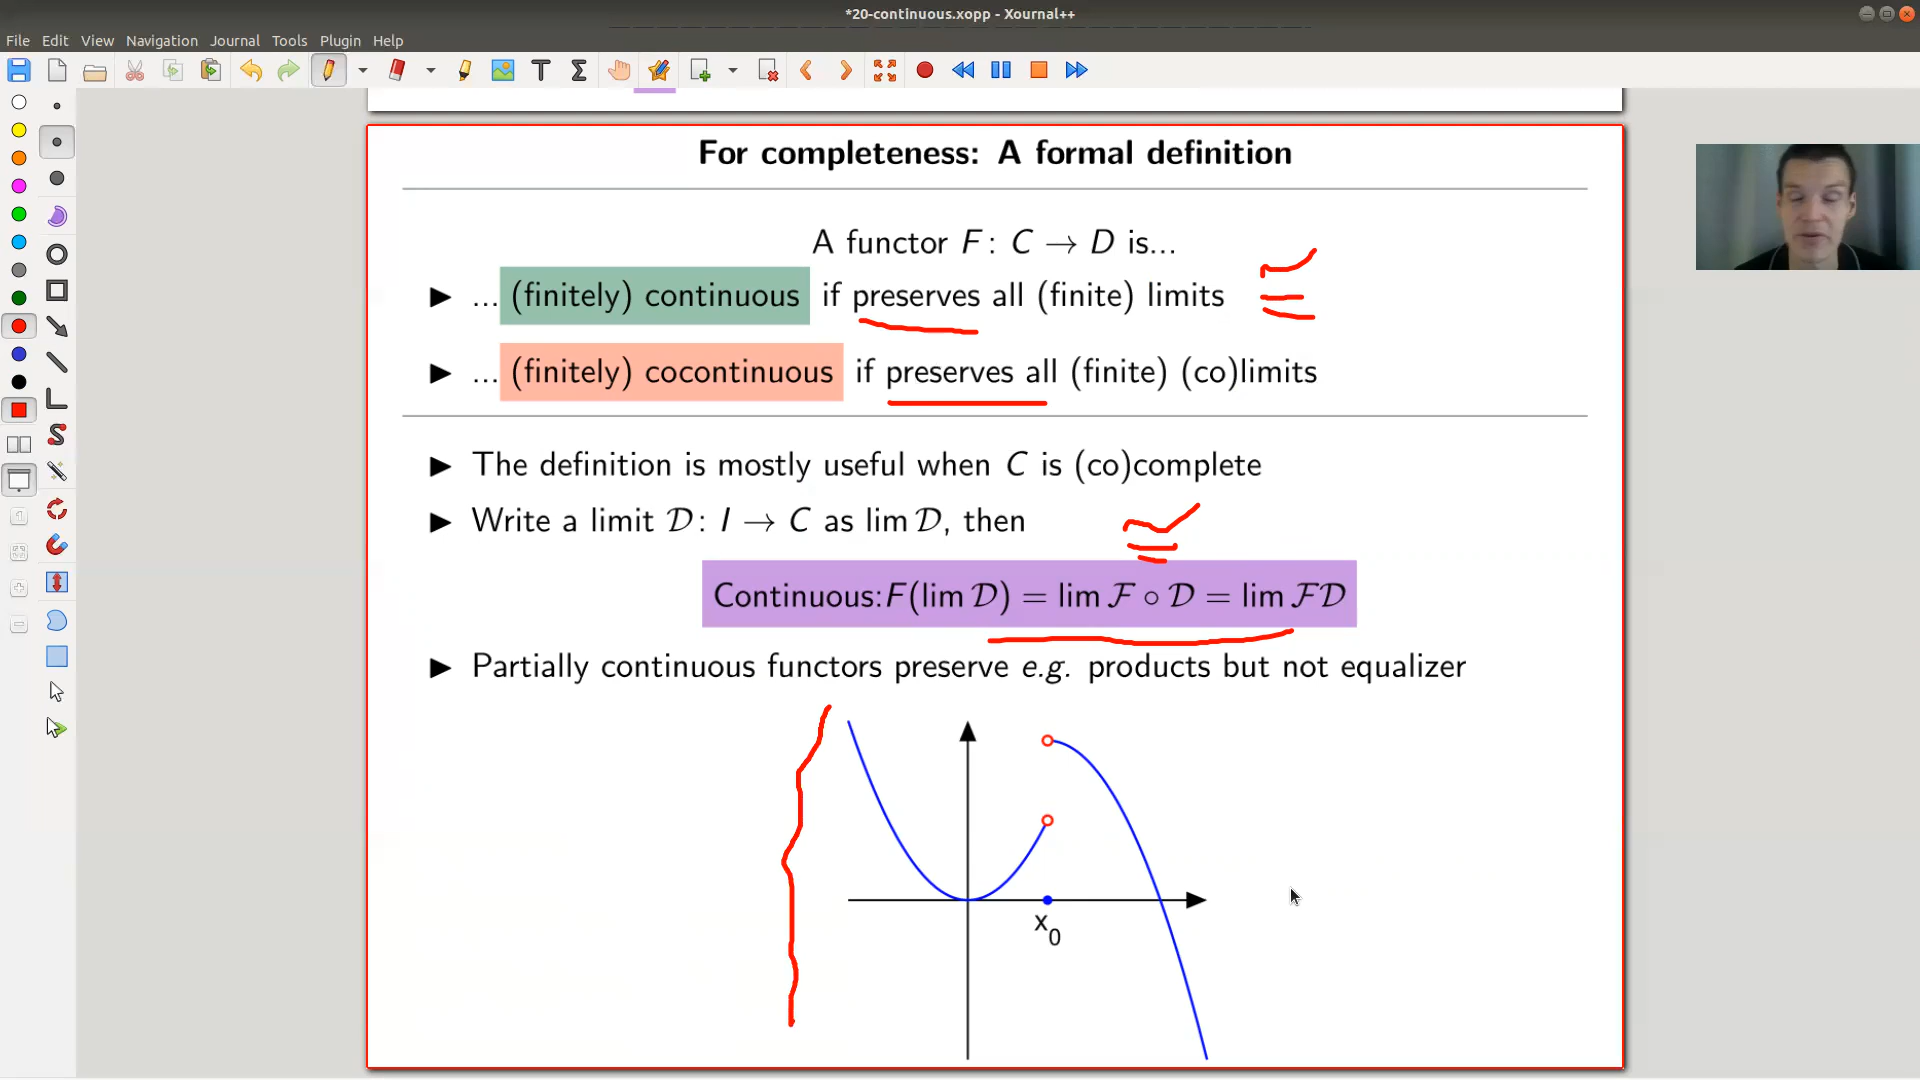 *20-continuous.xopp - Xournal++
File Edit View Navigation Journal Tools Plugin Help
For completeness: A formal definition
A functor F: C → D is...
► ... (finitely) continuous if preserves all (finite) limits
► ... (finitely) cocontinuous if preserves all (finite) (co)limits
► The definition is mostly useful when C is (co)complete
► Write a limit 𝒟: I → C as lim 𝒟, then
Continuous:F(lim 𝒟) = lim ℱ ∘ 𝒟 = lim ℱ𝒟
► Partially continuous functors preserve e.g. products but not equalizer
x₀